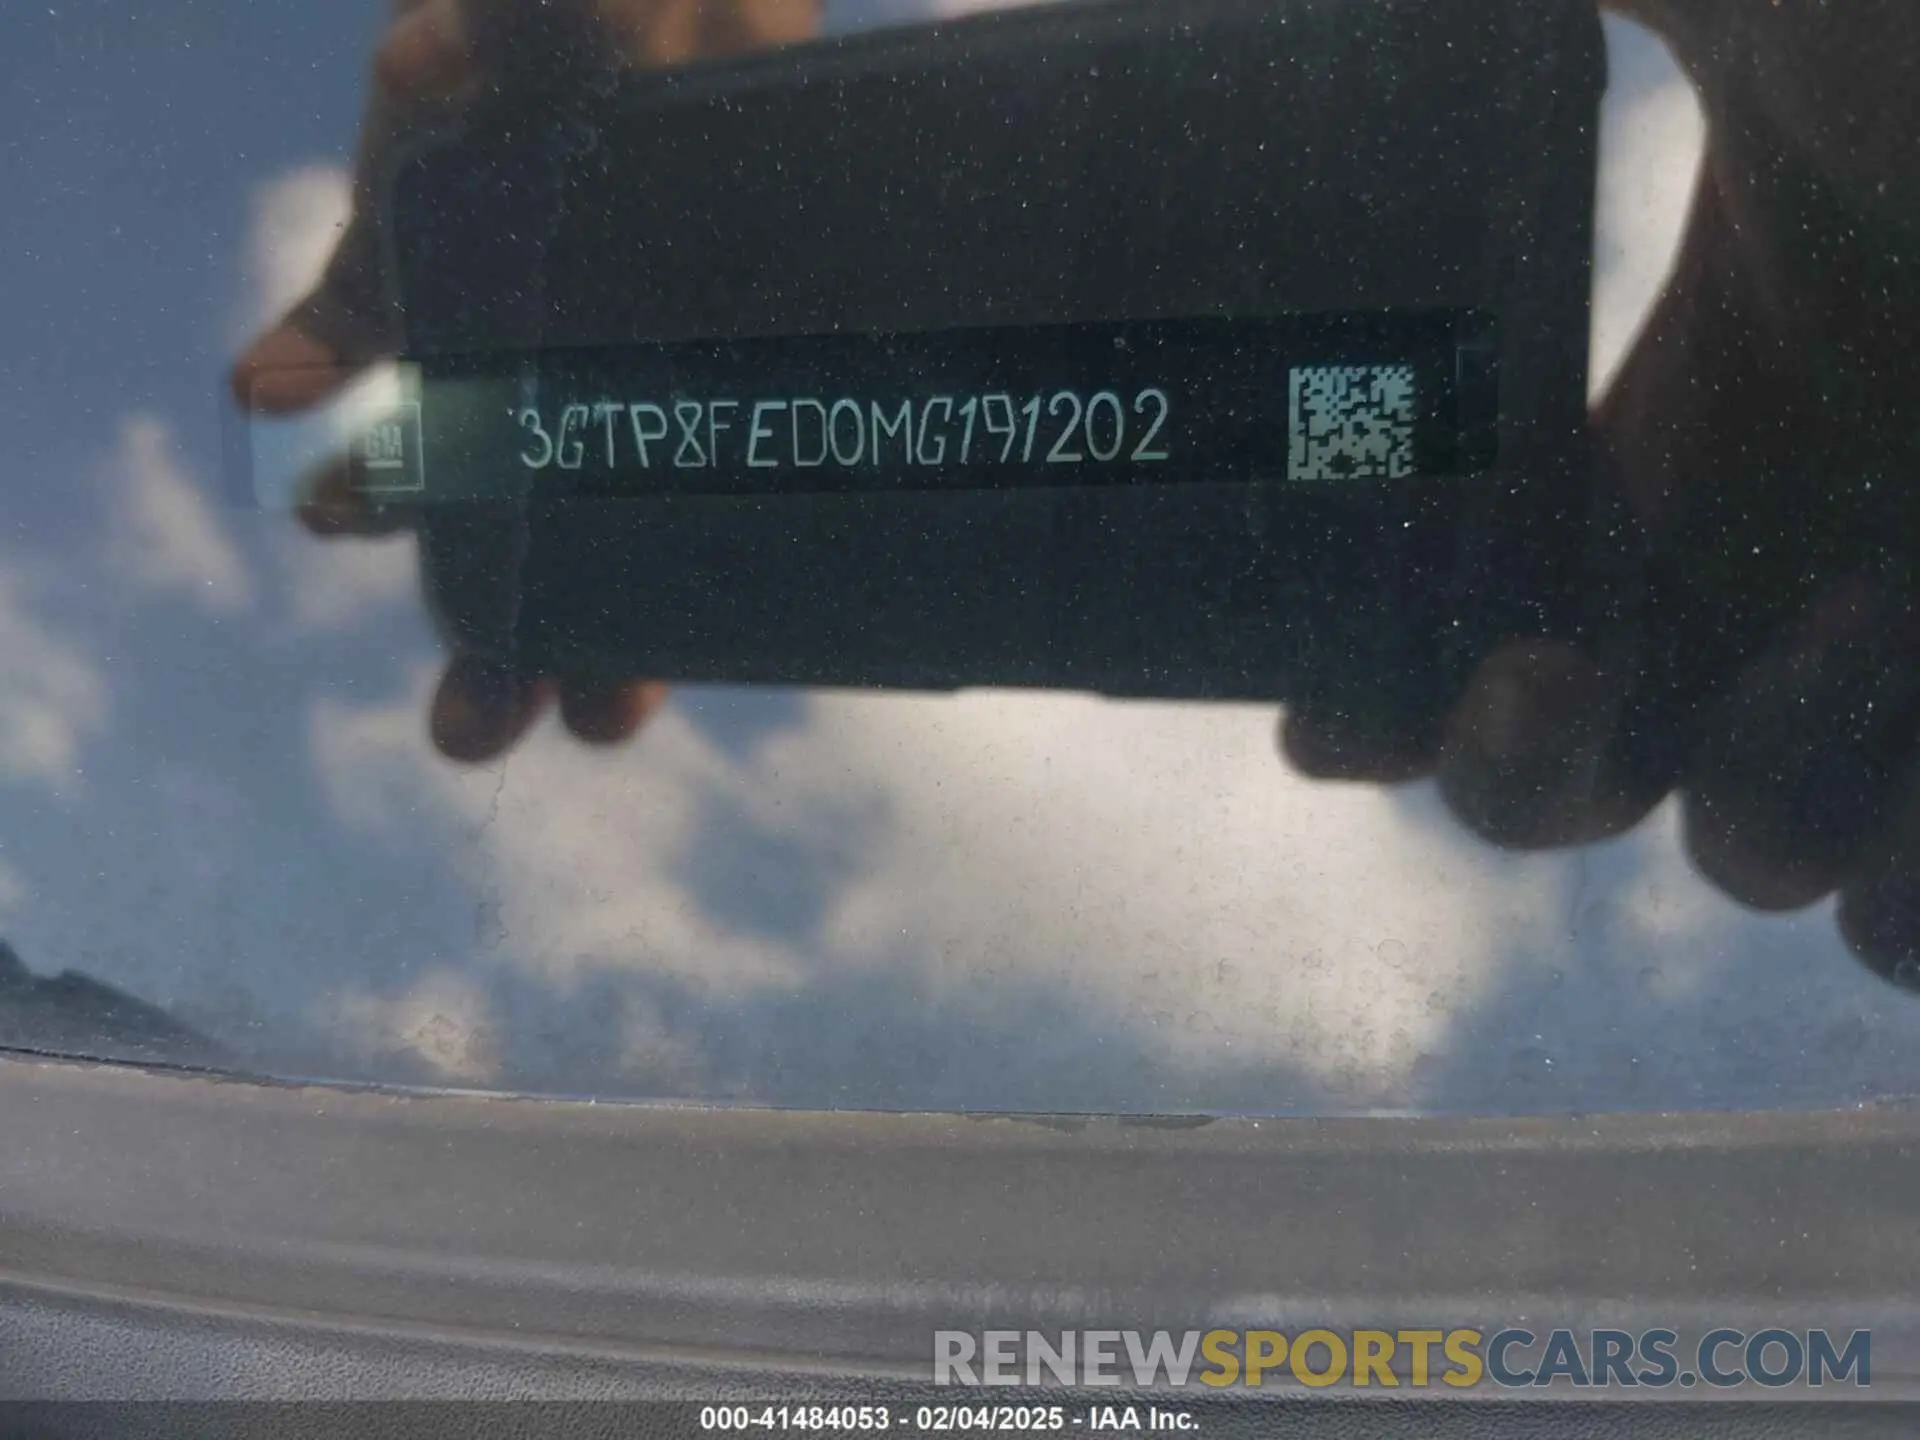 GM
3GTP8FED0MG191202
RENEWSPORTSCARS.COM
000-41484053 - 02/04/2025 - IAA Inc.